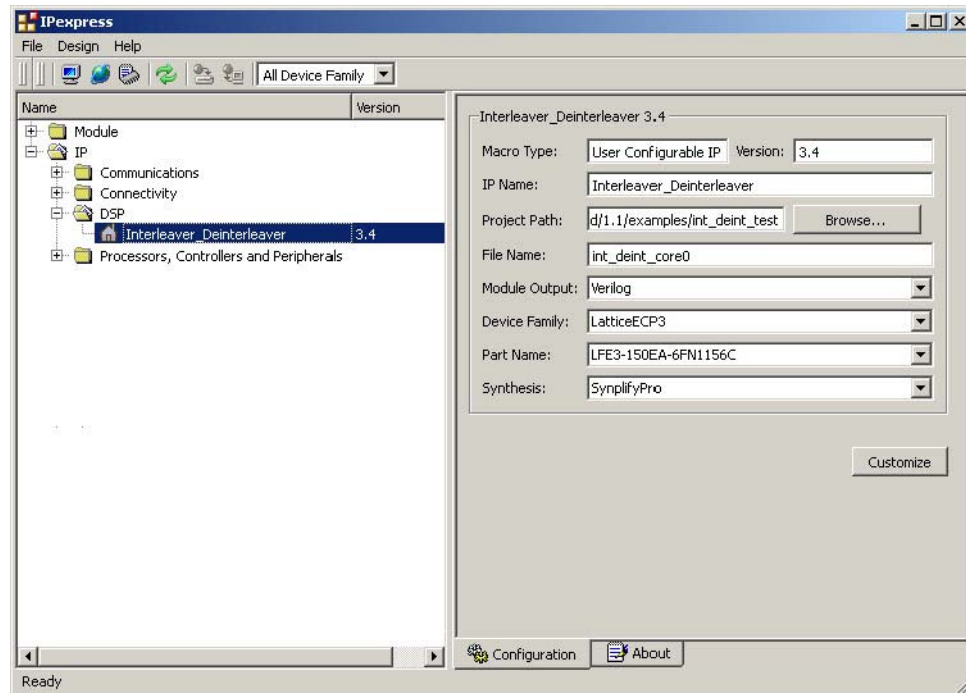 IPexpress
File Design Help
All Device Family
Name Version
Module
IP
Communications
Connectivity
DSP
Interleaver_Deinterleaver 3.4
Processors, Controllers and Peripherals
Interleaver_Deinterleaver 3.4
Macro Type: User Configurable IP Version: 3.4
IP Name: Interleaver_Deinterleaver
Project Path: d/1.1/examples/int_deint_test Browse...
File Name: int_deint_core0
Module Output: Verilog
Device Family: LatticeECP3
Part Name: LFE3-150EA-6FN1156C
Synthesis: SynplifyPro
Customize
Configuration About
Ready